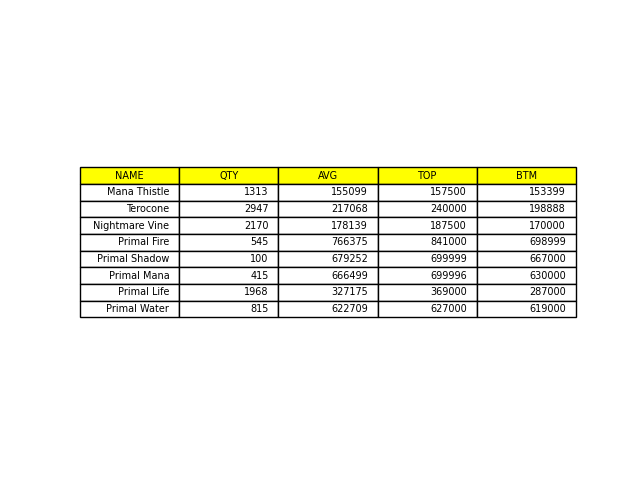 NAME QTY AVG TOP BTM
Mana Thistle 1313 155099 157500 153399
Terocone 2947 217068 240000 198888
Nightmare Vine 2170 178139 187500 170000
Primal Fire 545 766375 841000 698999
Primal Shadow 100 679252 699999 667000
Primal Mana 415 666499 699996 630000
Primal Life 1968 327175 369000 287000
Primal Water 815 622709 627000 619000